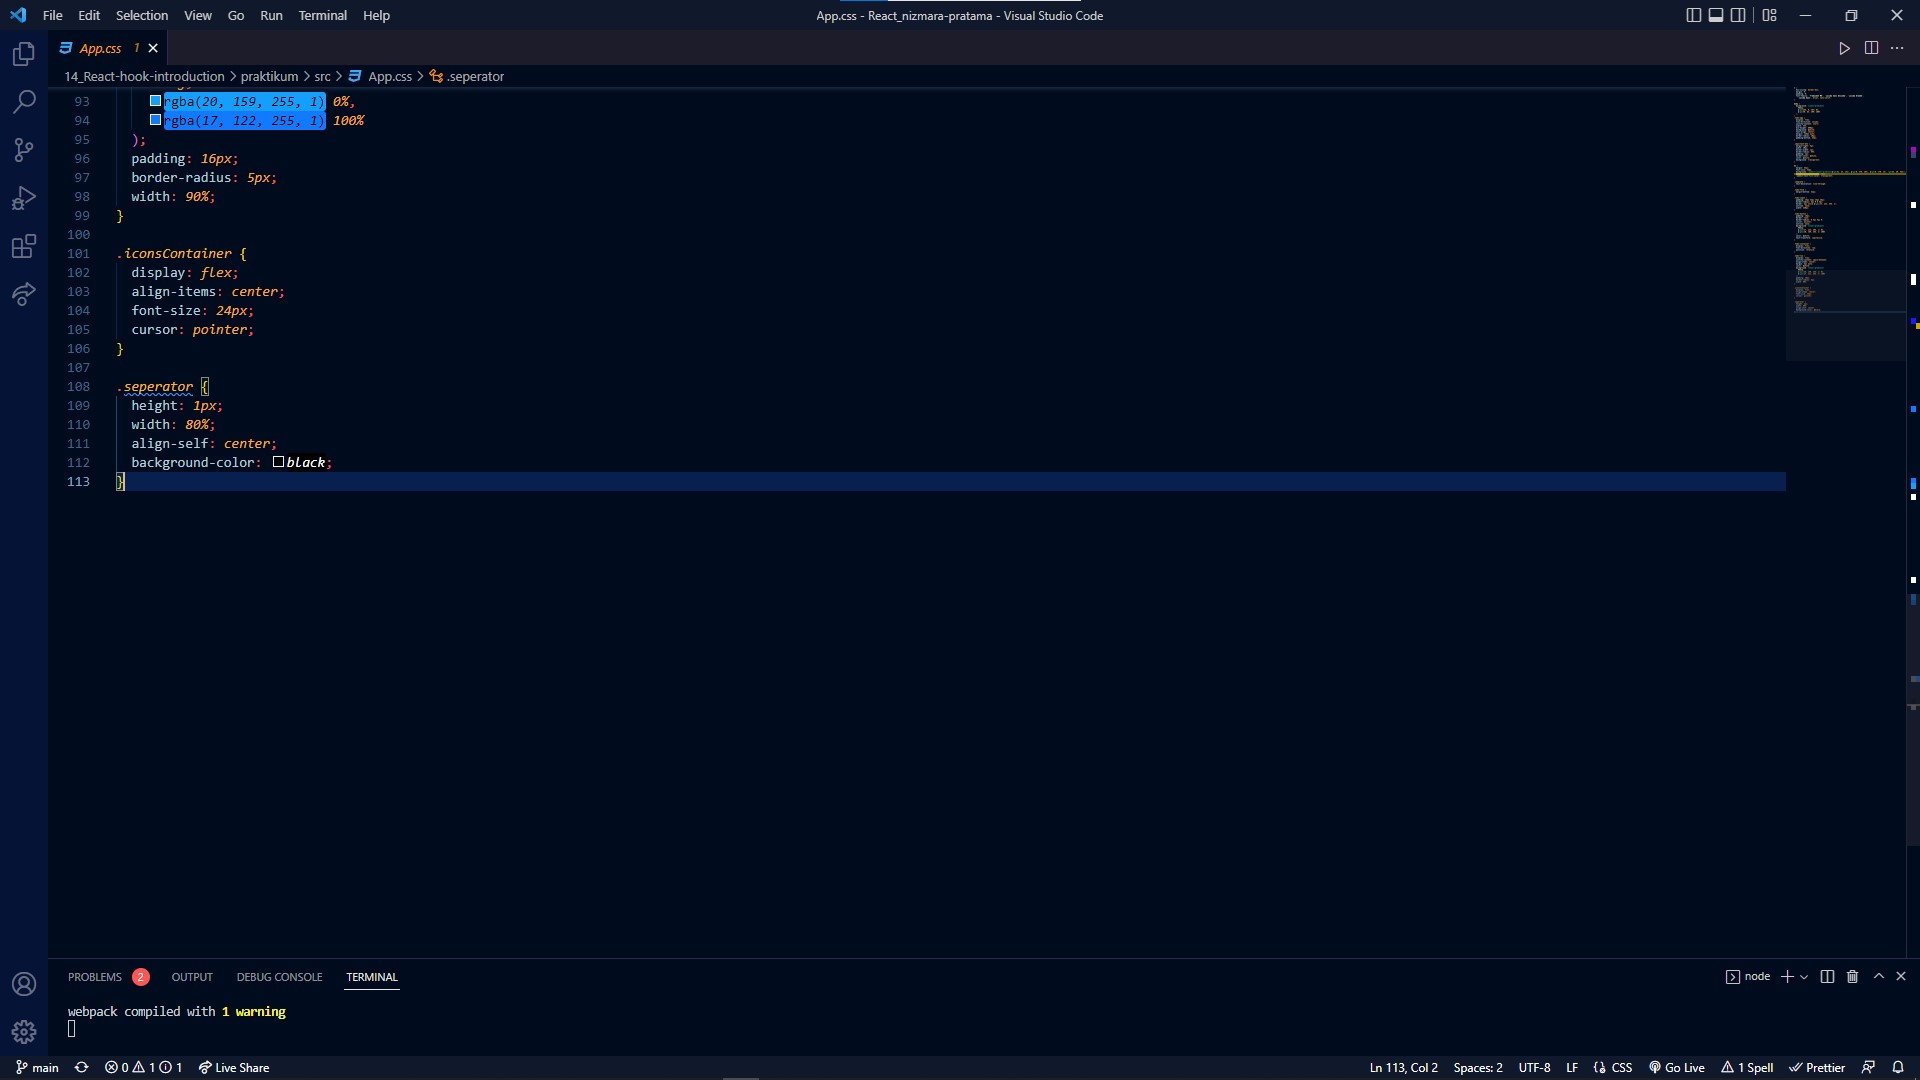 File Edit Selection View Go Run Terminal Help
App.css - React_nizmara-pratama - Visual Studio Code
App.css 1
14_React-hook-introduction > praktikum > src > App.css > .seperator
93 rgba(20, 159, 255, 1) 0%,
94 rgba(17, 122, 255, 1) 100%
95 );
96 padding: 16px;
97 border-radius: 5px;
98 width: 90%;
99 }
100
101 .iconsContainer {
102 display: flex;
103 align-items: center;
104 font-size: 24px;
105 cursor: pointer;
106 }
107
108 .seperator {
109 height: 1px;
110 width: 80%;
111 align-self: center;
112 background-color: black;
113 }
PROBLEMS 2 OUTPUT DEBUG CONSOLE TERMINAL
node
webpack compiled with 1 warning
main 0 1 1 Live Share
Ln 113, Col 2 Spaces: 2 UTF-8 LF CSS Go Live 1 Spell Prettier